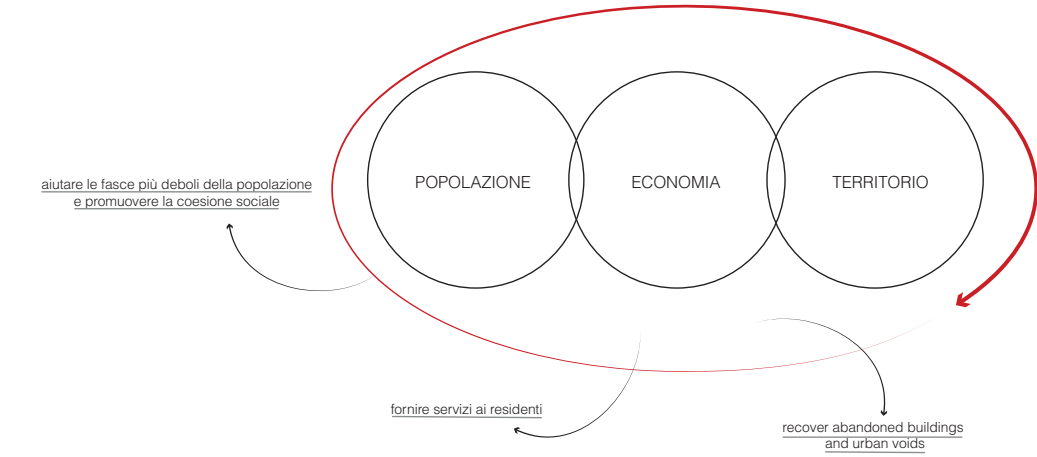 POPOLAZIONE
ECONOMIA
TERRITORIO
aiutare le fasce più deboli della popolazione
e promuovere la coesione sociale
fornire servizi ai residenti
recover abandoned buildings
and urban voids